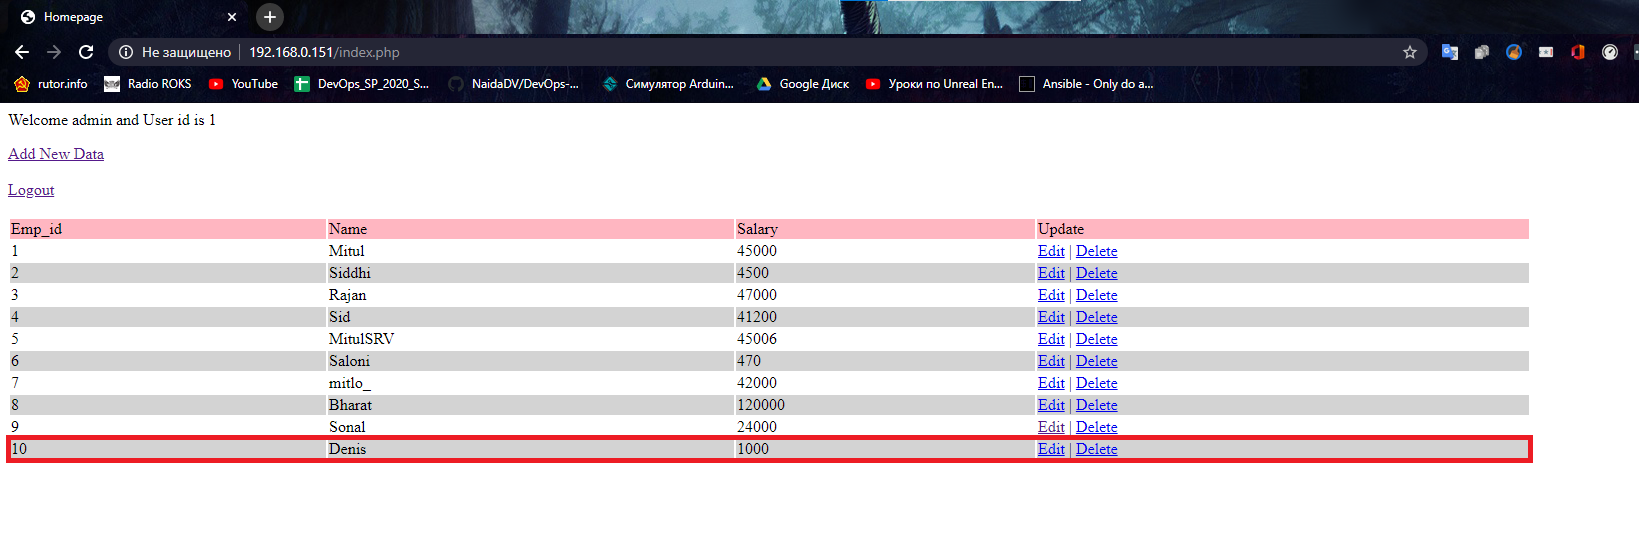 Homepage
Не защищено 192.168.0.151/index.php
rutor.info Radio ROKS YouTube DevOps_SP_2020_S... NaidaDV/DevOps-... Симулятор Arduin... Google Диск Уроки по Unreal En... Ansible - Only do a...
Welcome admin and User id is 1
Add New Data
Logout
Emp_id Name Salary Update
1 Mitul 45000 Edit | Delete
2 Siddhi 4500 Edit | Delete
3 Rajan 47000 Edit | Delete
4 Sid 41200 Edit | Delete
5 MitulSRV 45006 Edit | Delete
6 Saloni 470 Edit | Delete
7 mitlo_ 42000 Edit | Delete
8 Bharat 120000 Edit | Delete
9 Sonal 24000 Edit | Delete
10 Denis 1000 Edit | Delete